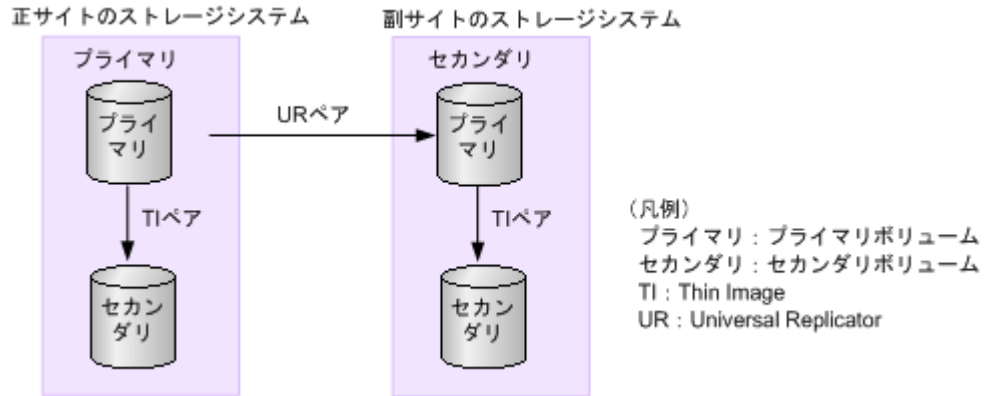 正サイトのストレージシステム
副サイトのストレージシステム
プライマリ
セカンダリ
プライ
マリ
URペア
プライ
マリ
TIペア
TIペア
セカン
ダリ
セカン
ダリ
（凡例）
プライマリ：プライマリボリューム
セカンダリ：セカンダリボリューム
TI：Thin Image
UR：Universal Replicator